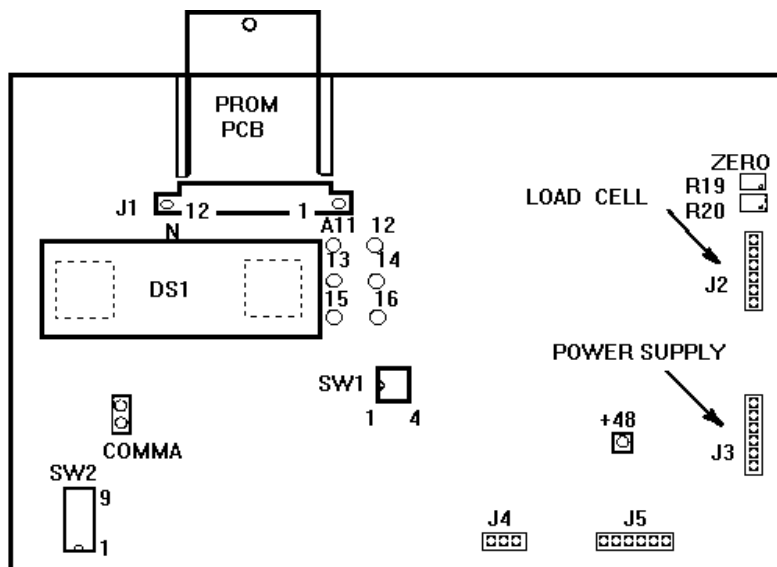 PROM
PCB
ZERO
R19
R20
LOAD CELL
J1
12
1
N
A11
12
13
14
DS1
15
16
J2
POWER SUPPLY
SW1
1
4
+48
COMMA
J3
SW2
9
1
J4
J5